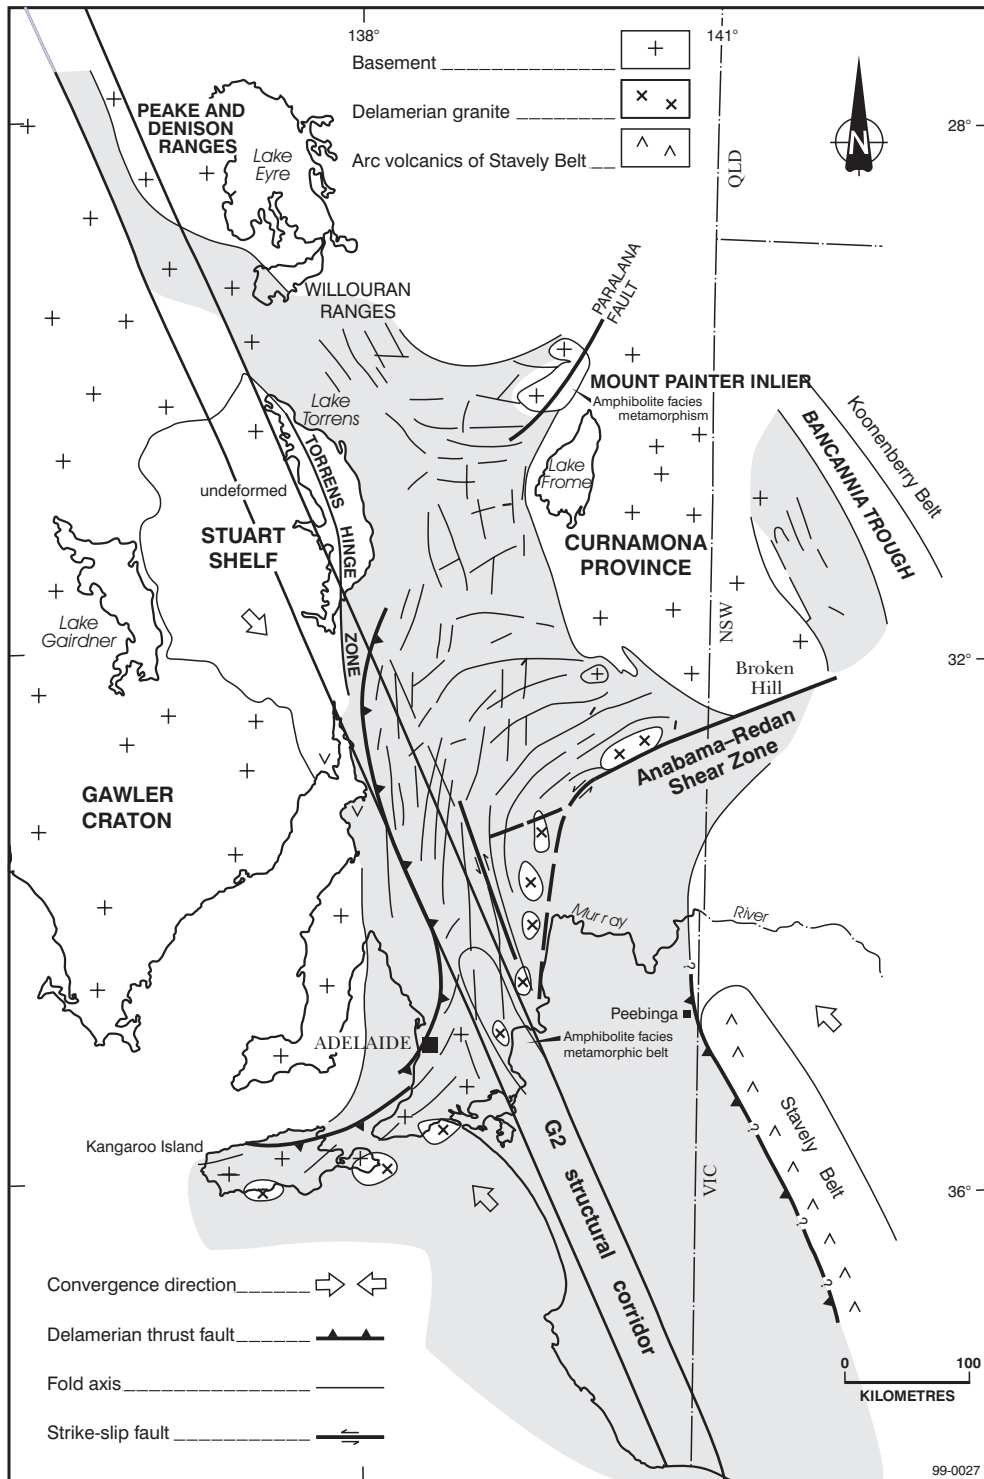 138°
141°
Basement
Delamerian granite
Arc volcanics of Stavely Belt
N
28°
QLD
PEAKE AND
DENISON
RANGES
Lake
Eyre
WILLOURAN
RANGES
PARALANA
FAULT
MOUNT PAINTER INLIER
Amphibolite facies
metamorphism
Koonenberry Belt
BANCANNIA TROUGH
Lake
Torrens
TORRENS HINGE ZONE
Lake
Frome
undeformed
STUART
SHELF
CURNAMONA
PROVINCE
Lake
Gairdner
NSW
32°
Broken
Hill
Anabama–Redan
Shear Zone
GAWLER
CRATON
Murray River
?
Peebinga
ADELAIDE
Amphibolite facies
metamorphic belt
Stavely Belt
?
Kangaroo Island
G2 structural corridor
VIC
36°
?
?
Convergence direction
Delamerian thrust fault
Fold axis
Strike-slip fault
0 100
KILOMETRES
99-0027